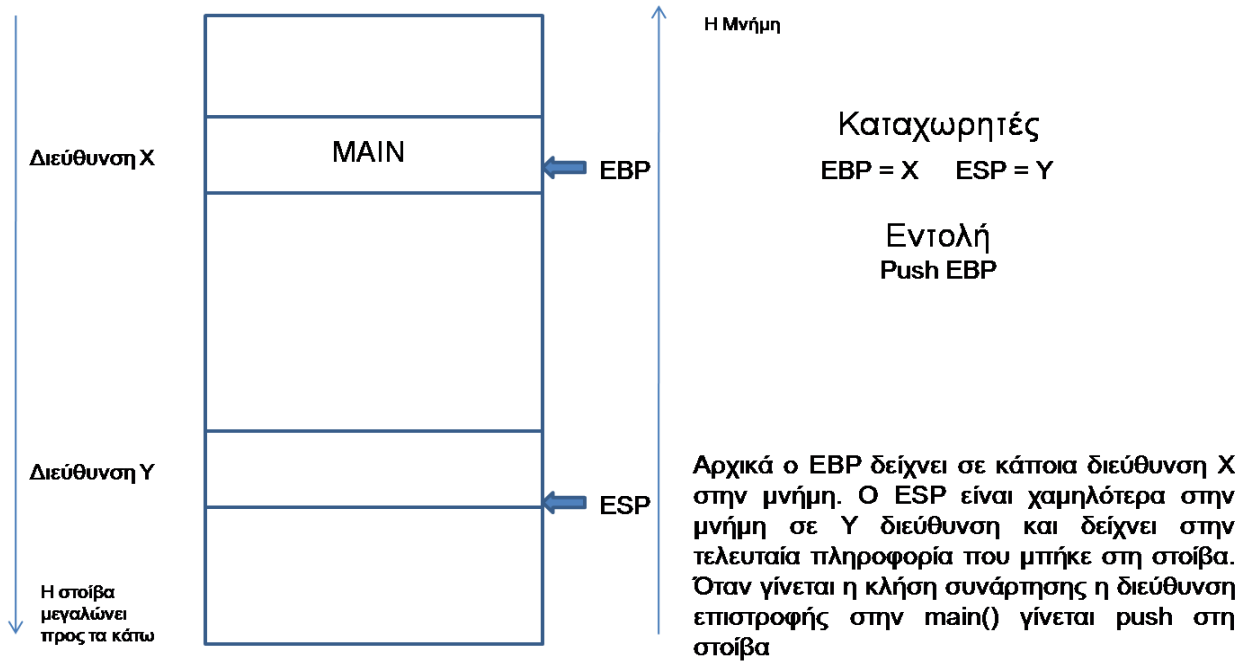 Η Μνήμη
Καταχωρητές
EBP = X ESP = Y
Εντολή
Push EBP
Διεύθυνση Χ
MAIN
EBP
Διεύθυνση Υ
ESP
Η στοίβα
μεγαλώνει
προς τα κάτω
Αρχικά ο EBP δείχνει σε κάποια διεύθυνση Χ
στην μνήμη. Ο ESP είναι χαμηλότερα στην
μνήμη σε Υ διεύθυνση και δείχνει στην
τελευταία πληροφορία που μπήκε στη στοίβα.
Όταν γίνεται η κλήση συνάρτησης η διεύθυνση
επιστροφής στην main() γίνεται push στη
στοίβα